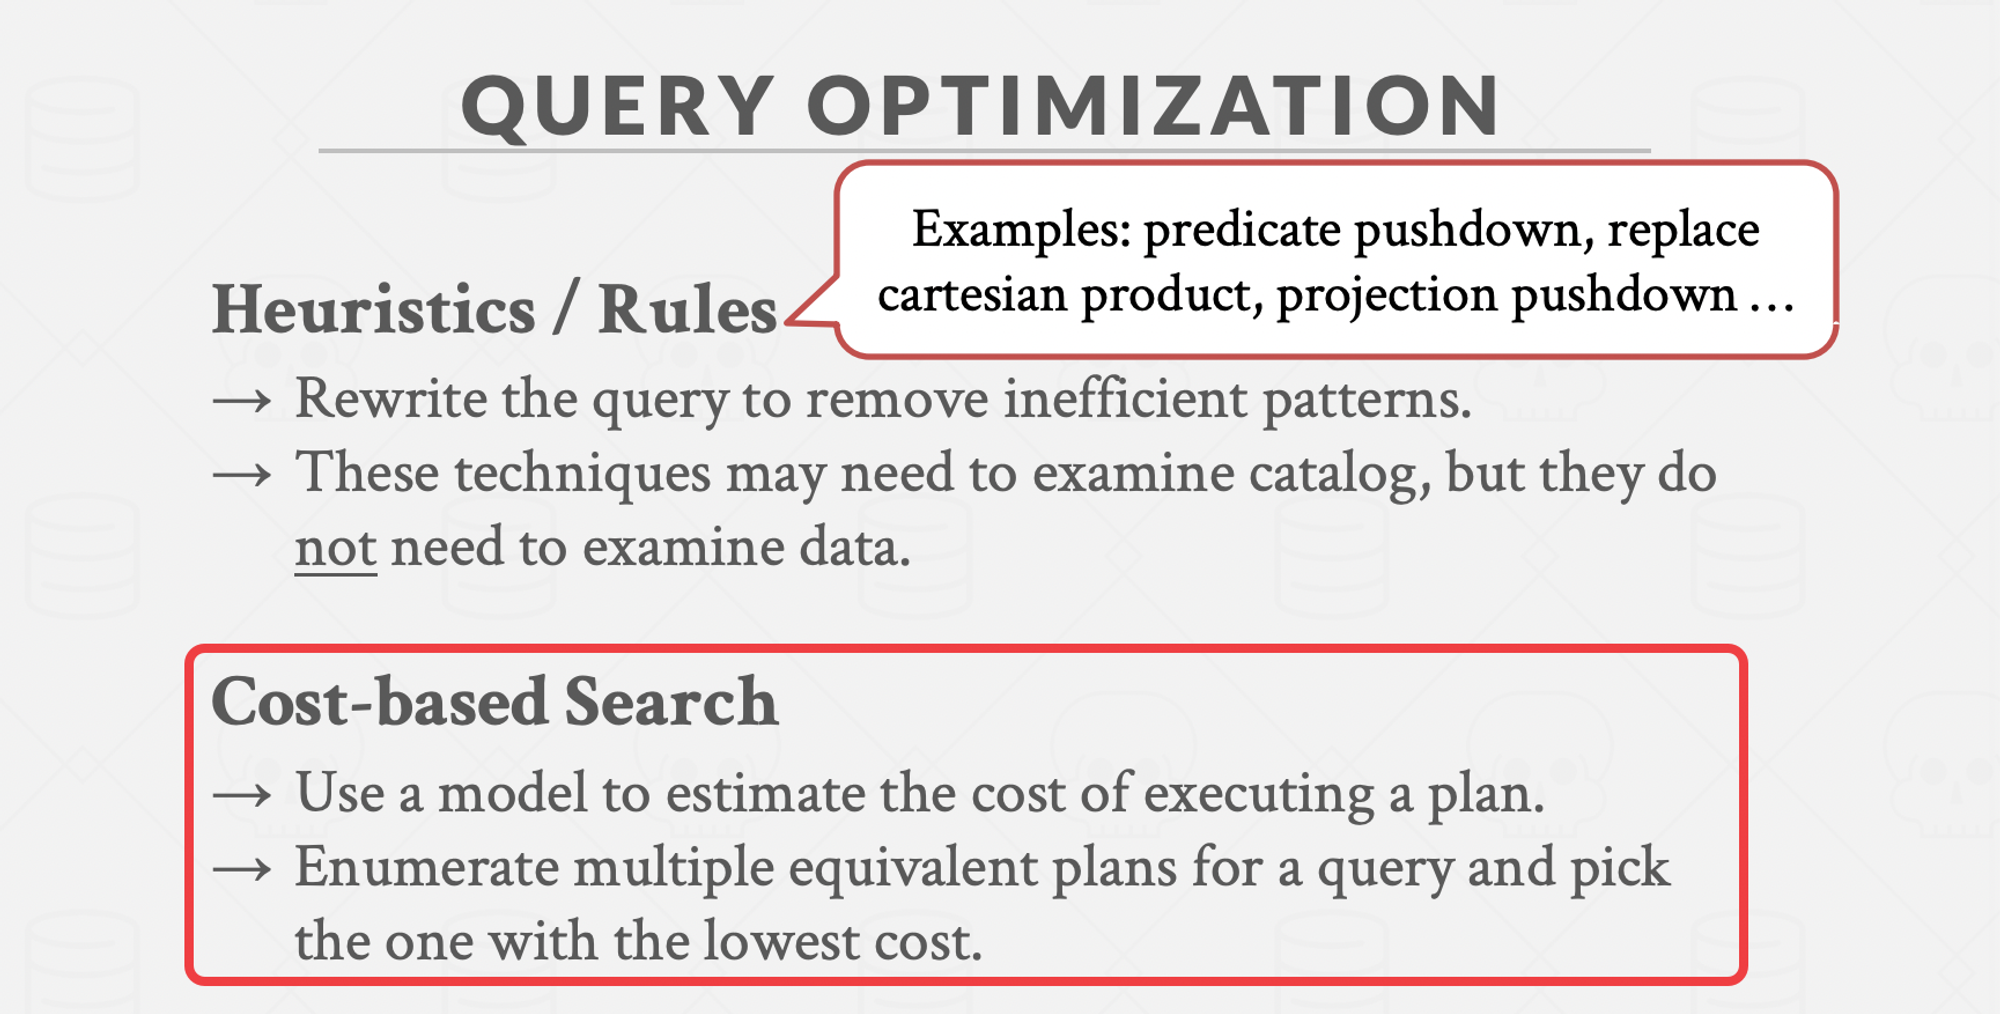 QUERY OPTIMIZATION
Examples: predicate pushdown, replace
cartesian product, projection pushdown …
Heuristics / Rules
→ Rewrite the query to remove inefficient patterns.
→ These techniques may need to examine catalog, but they do
not need to examine data.
Cost-based Search
→ Use a model to estimate the cost of executing a plan.
→ Enumerate multiple equivalent plans for a query and pick
the one with the lowest cost.